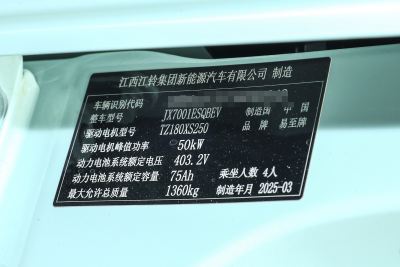 江西江铃集团新能源汽车有限公司 制造
车辆识别代码
整车型号 JX7001ESQBEV 制造国 中国
驱动电机型号 TZ180XS250 品牌 易至牌
驱动电机峰值功率 50kW
动力电池系统额定电压 403.2V
动力电池系统额定容量 75Ah 乘坐人数 4人
最大允许总质量 1360kg 制造年月 2025-03